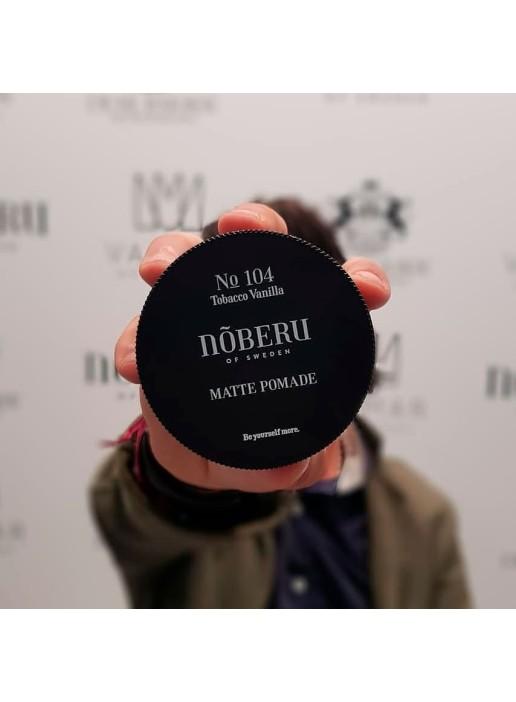 No 104
Tobacco Vanilla
nõBERU
OF SWEDEN
MATTE POMADE
Be yourself more.